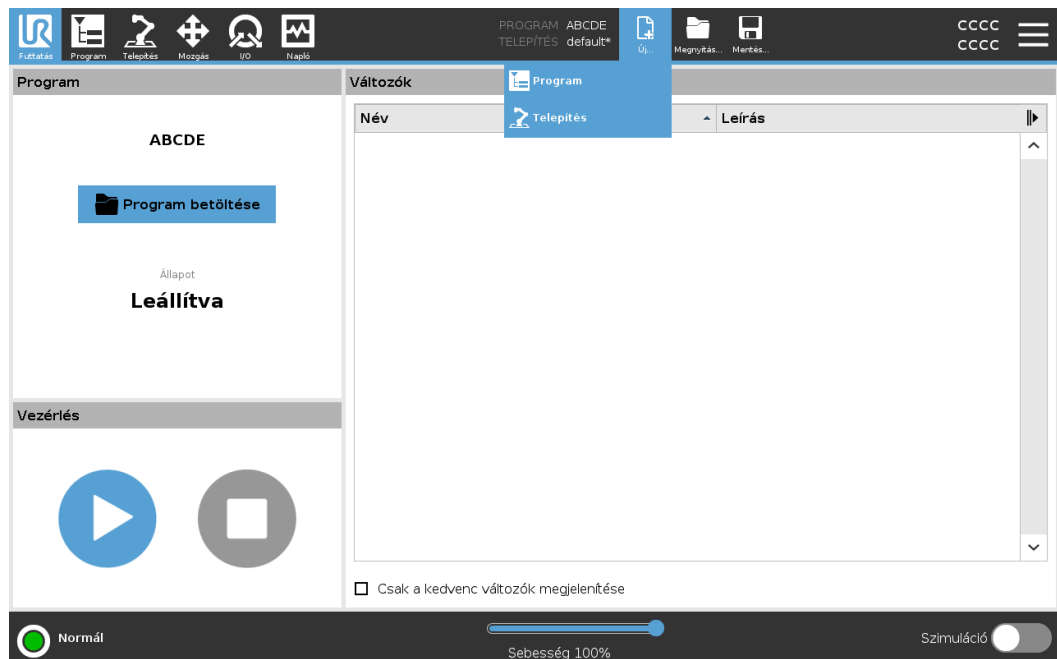 UR
Futtatás Program Telepítés Mozgás I/O Napló
PROGRAM ABCDE
TELEPÍTÉS default*
Új... Megnyitás... Mentés...
CCCC
CCCC
Program
Telepítés
Program
ABCDE
Program betöltése
Állapot
Leállítva
Vezérlés
Változók
Név Leírás
Csak a kedvenc változók megjelenítése
Normál
Sebesség 100%
Szimuláció